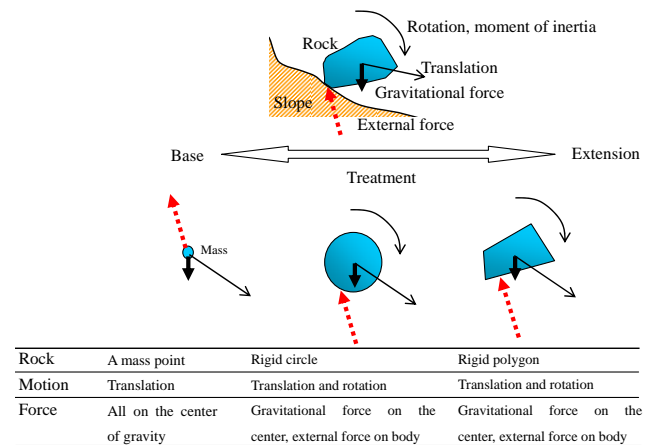 Rotation, moment of inertia
Rock
Translation
Gravitational force
Slope
External force
Base
Extension
Treatment
Mass
Rock A mass point Rigid circle Rigid polygon
Motion Translation Translation and rotation Translation and rotation
Force All on the center Gravitational force on the Gravitational force on the
of gravity center, external force on body center, external force on body